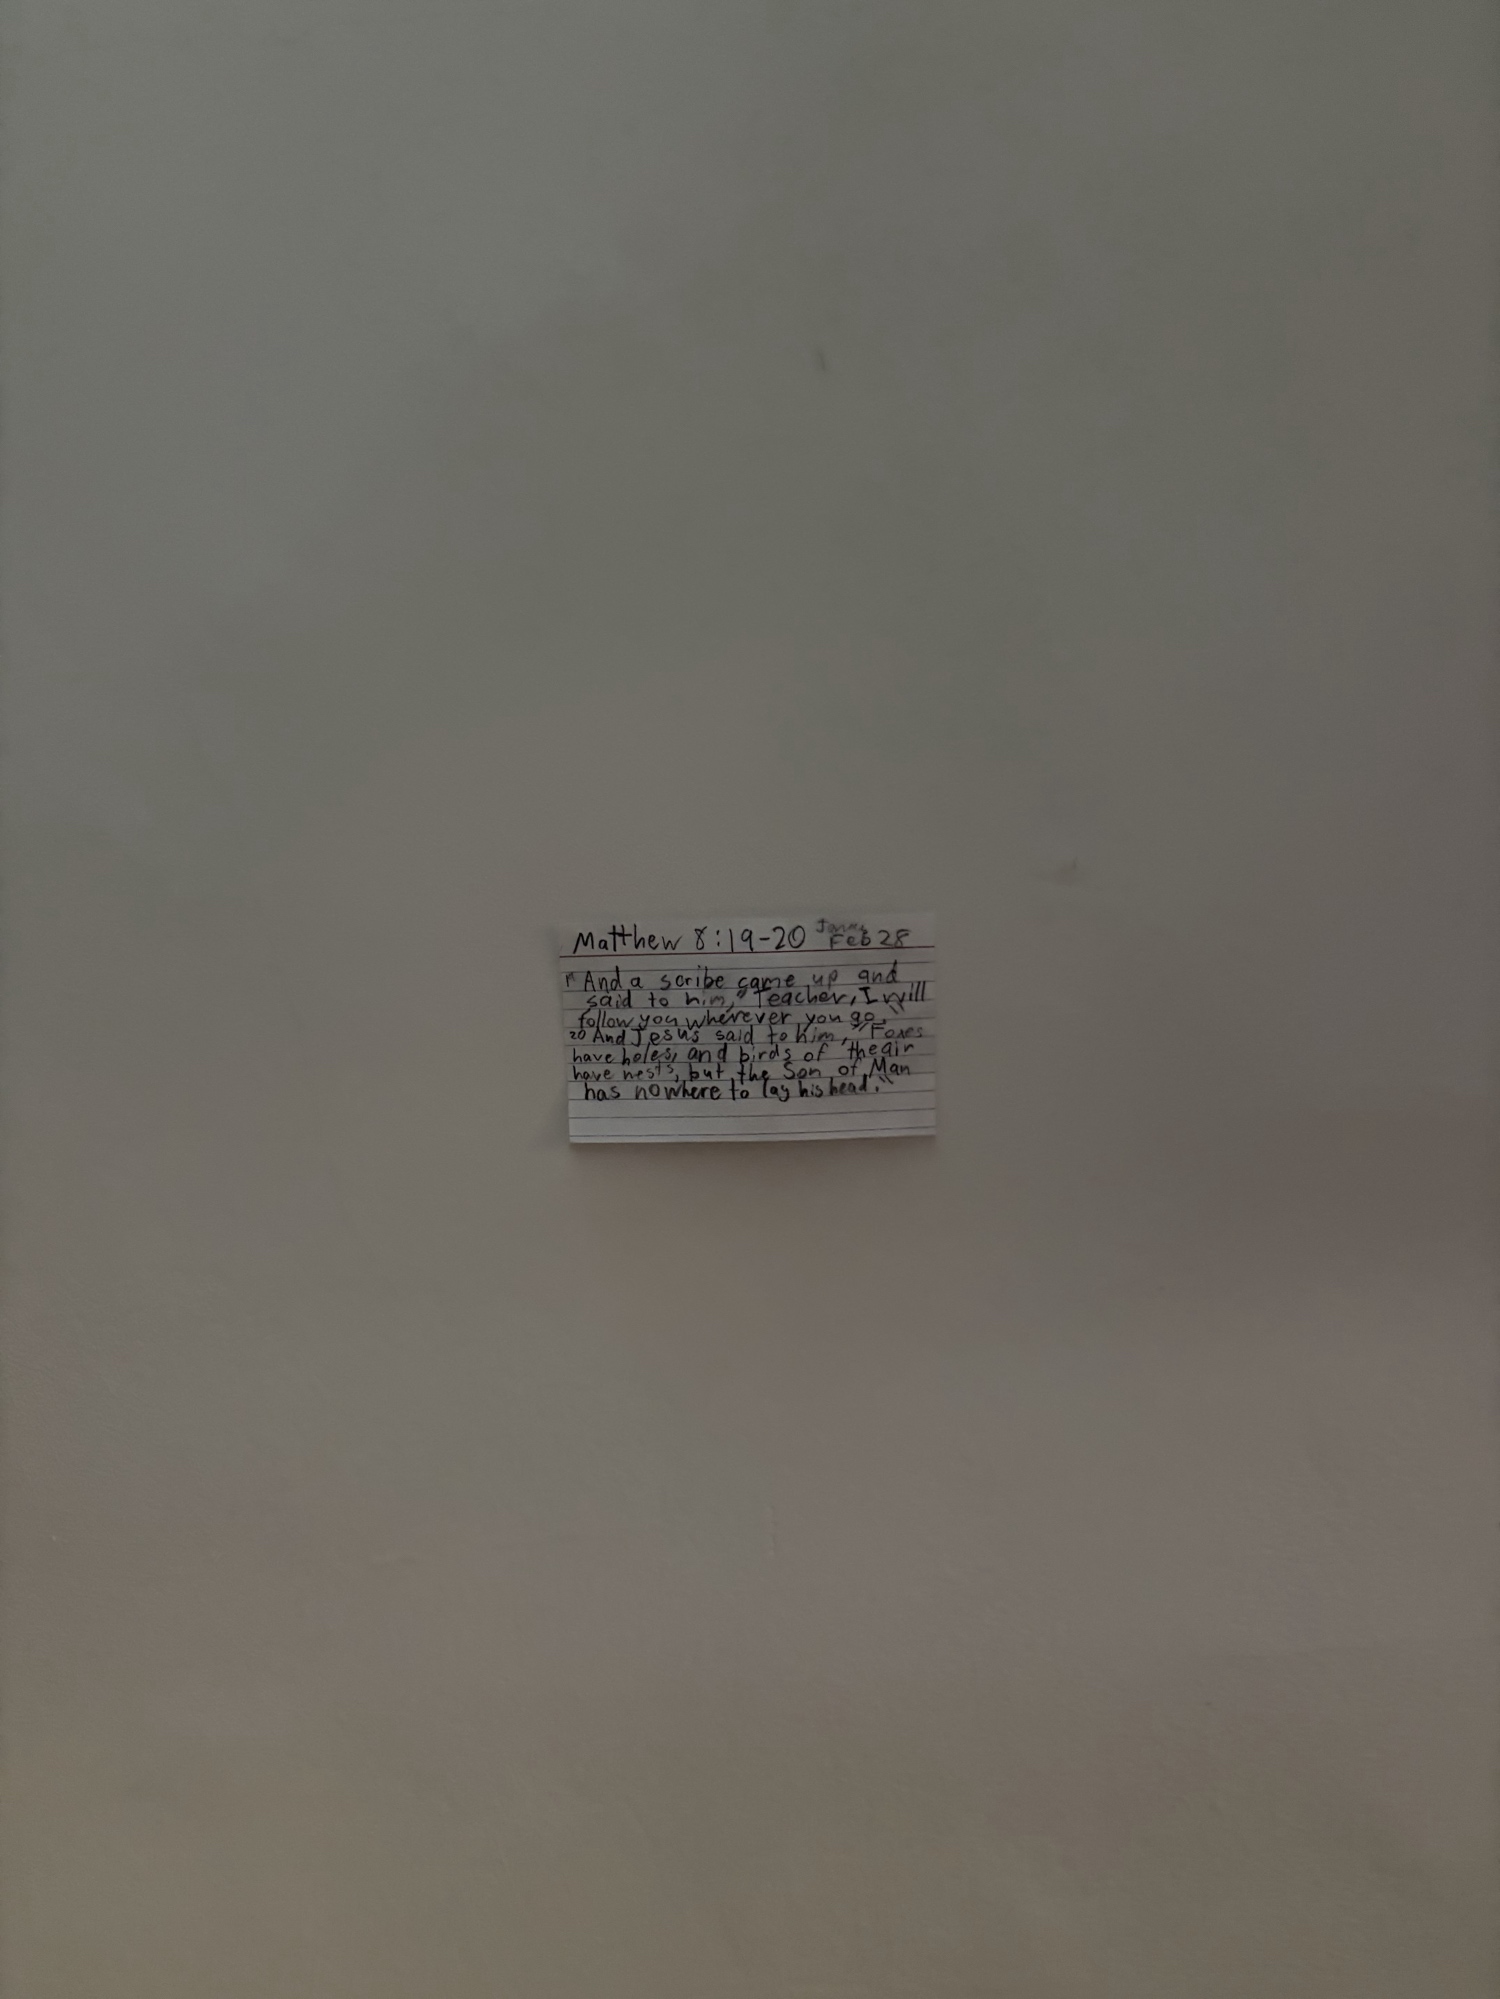 Matthew 8:19-20 Feb 28
"And a scribe came up and
said to him, "Teacher, I will
follow you wherever you go."
20 And Jesus said to him, "Foxes
have holes, and birds of the air
have nests, but the Son of Man
has nowhere to lay his head."